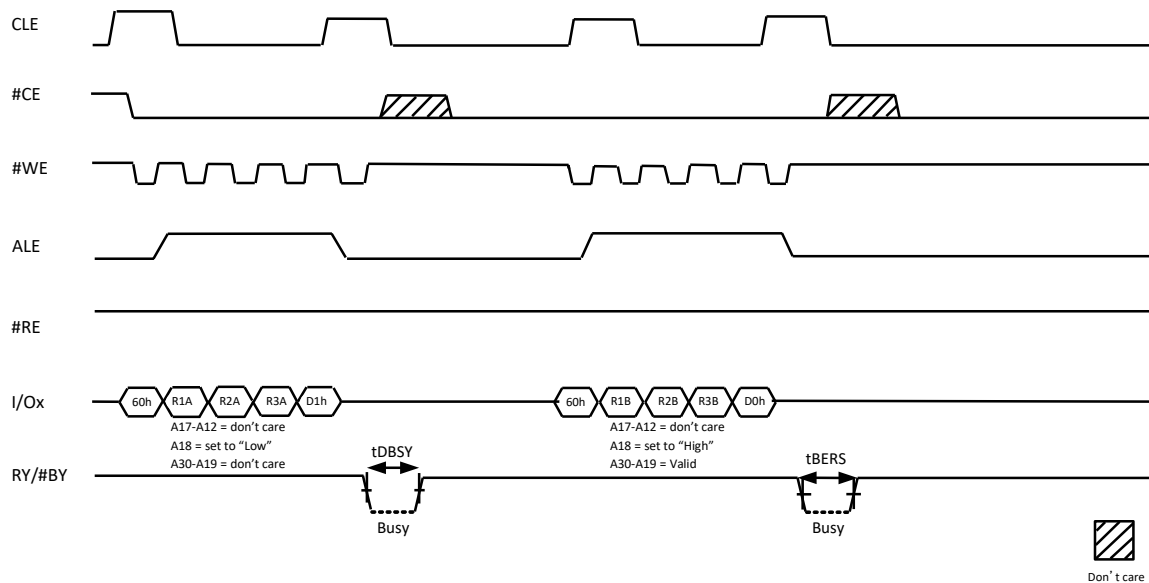 CLE
#CE
#WE
ALE
#RE
I/Ox
60h R1A R2A R3A D1h
60h R1B R2B R3B D0h
A17-A12 = don't care
A18 = set to “Low”
A30-A19 = don't care
A17-A12 = don't care
A18 = set to “High”
A30-A19 = Valid
RY/#BY
tDBSY
Busy
tBERS
Busy
Don’t care